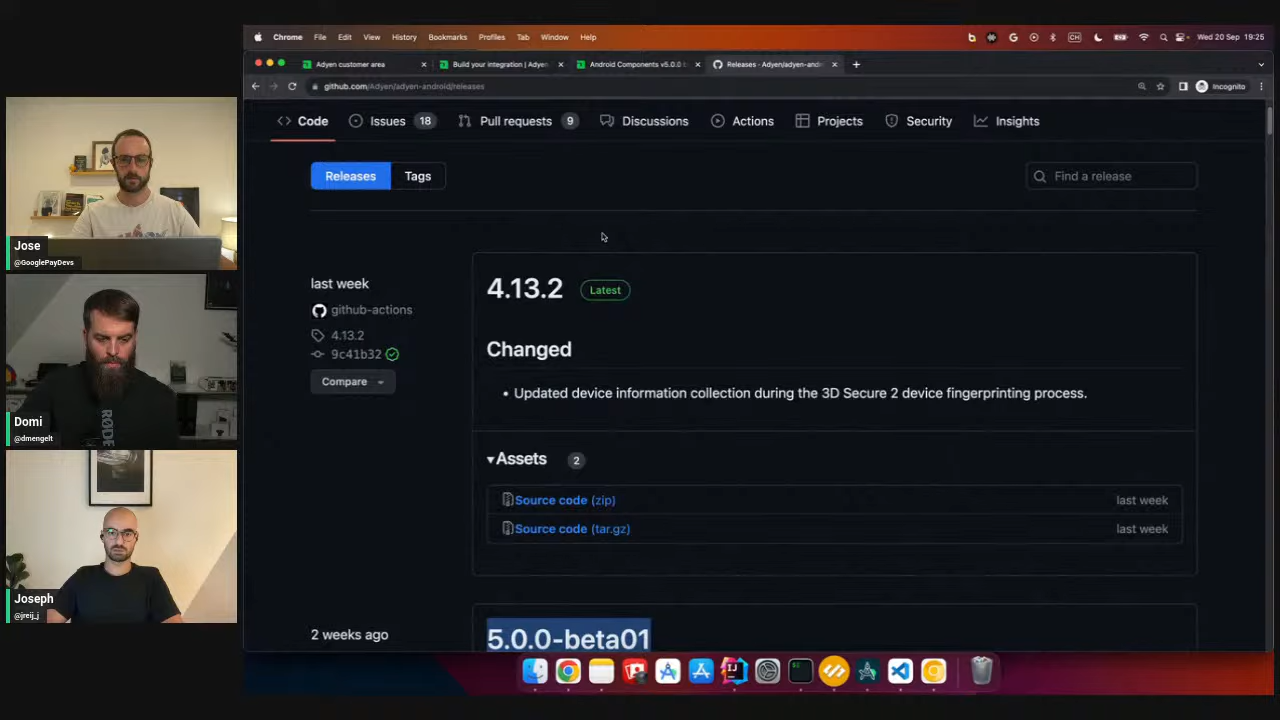 Chrome File Edit View History Bookmarks Profiles Tab Window Help
CH Wed 20 Sep 19:25
Adyen customer area
Build your integration | Adyen
Android Components v5.0.0 b
Releases · Adyen/adyen-andr
github.com/Adyen/adyen-android/releases
Incognito
Code
Issues 18
Pull requests 9
Discussions
Actions
Projects
Security
Insights
Releases
Tags
Find a release
last week
github-actions
4.13.2
9c41b32
Compare
4.13.2 Latest
Changed
• Updated device information collection during the 3D Secure 2 device fingerprinting process.
Assets 2
Source code (zip) last week
Source code (tar.gz) last week
2 weeks ago
5.0.0-beta01
Jose
@GooglePayDevs
RØDE
Domi
@dmengelt
Joseph
@jreij_j